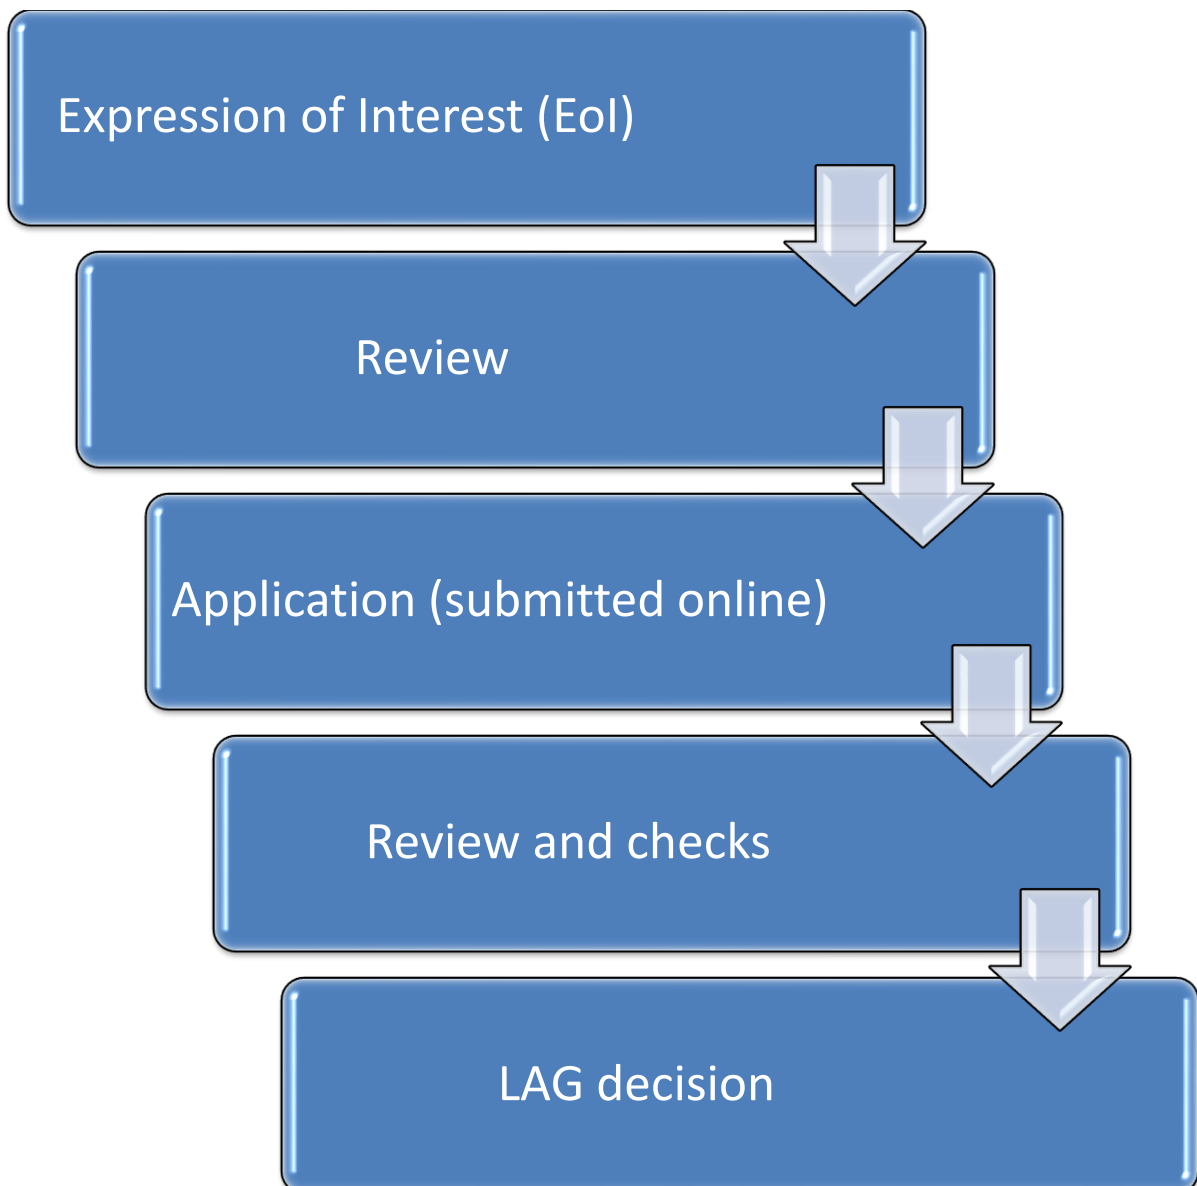 Expression of Interest (EoI)
Review
Application (submitted online)
Review and checks
LAG decision